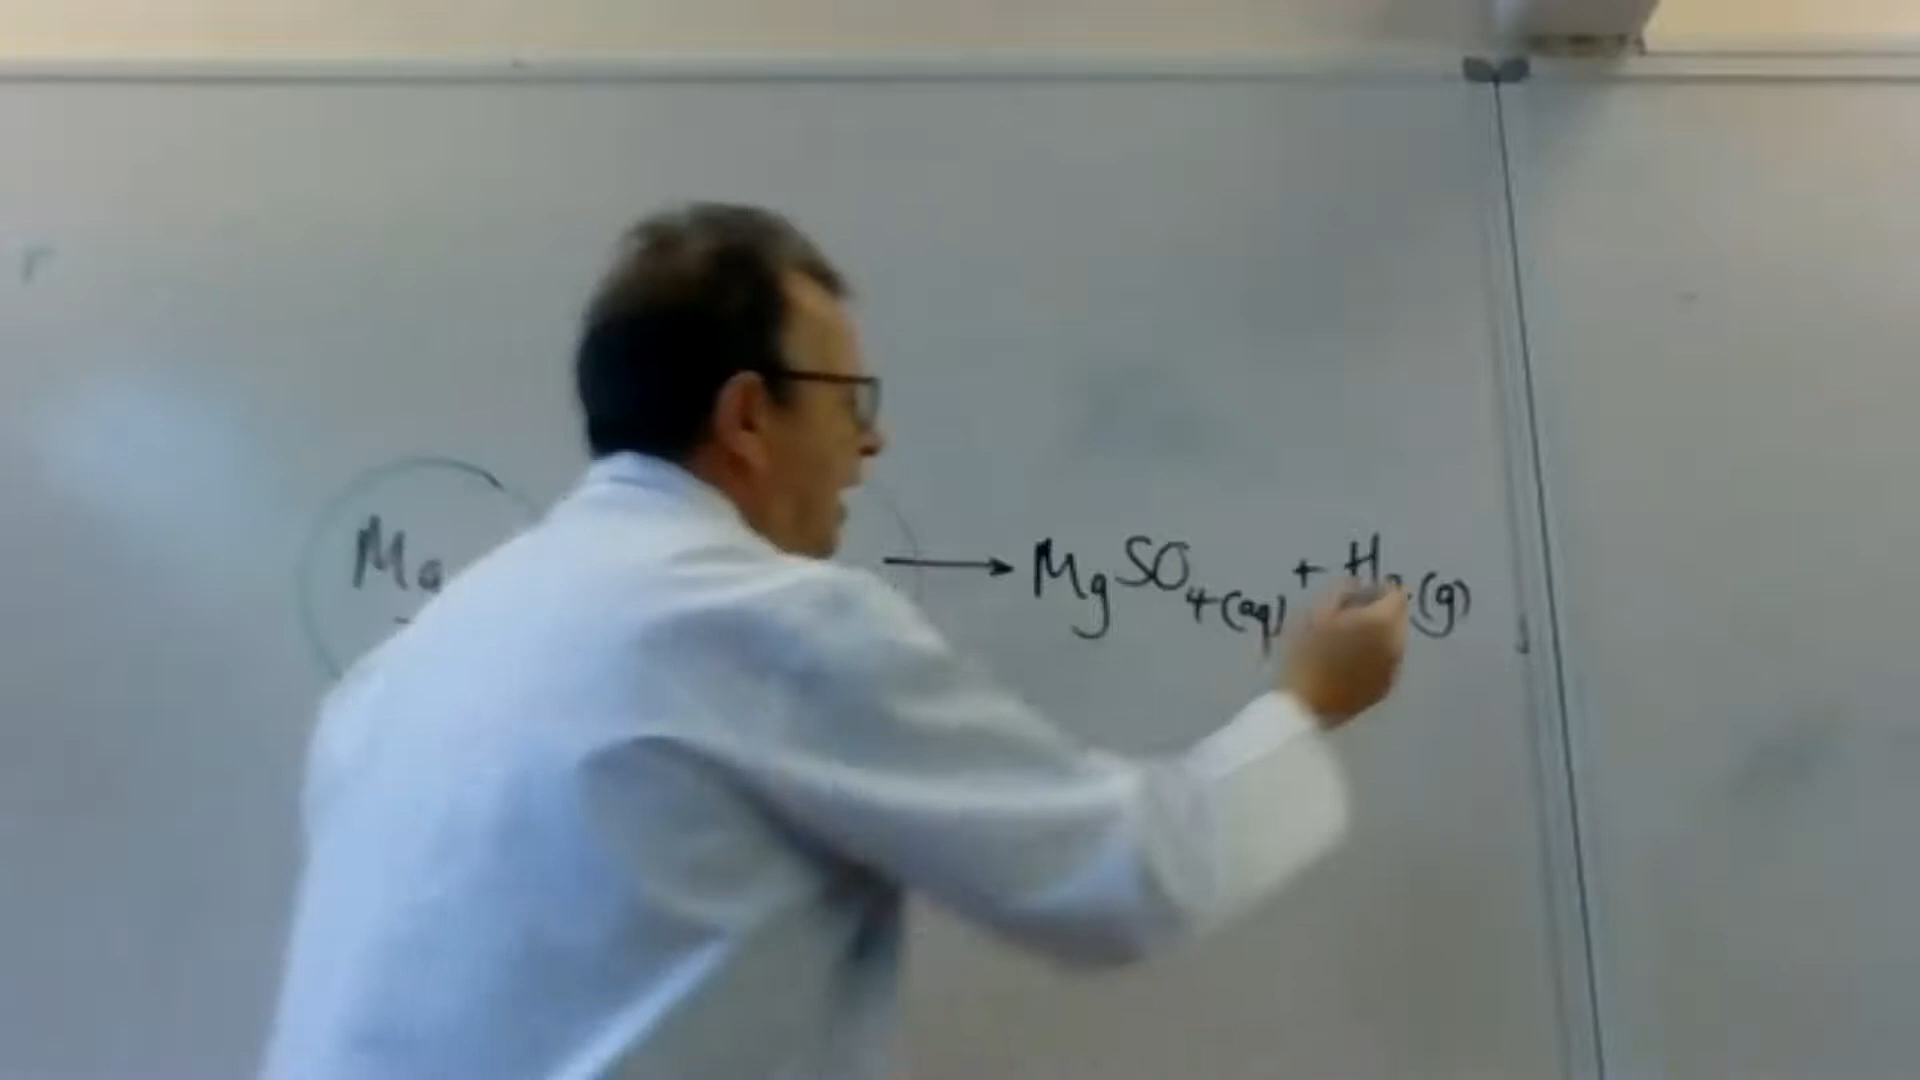 Mg → MgSO₄(aq) + H₂(g)